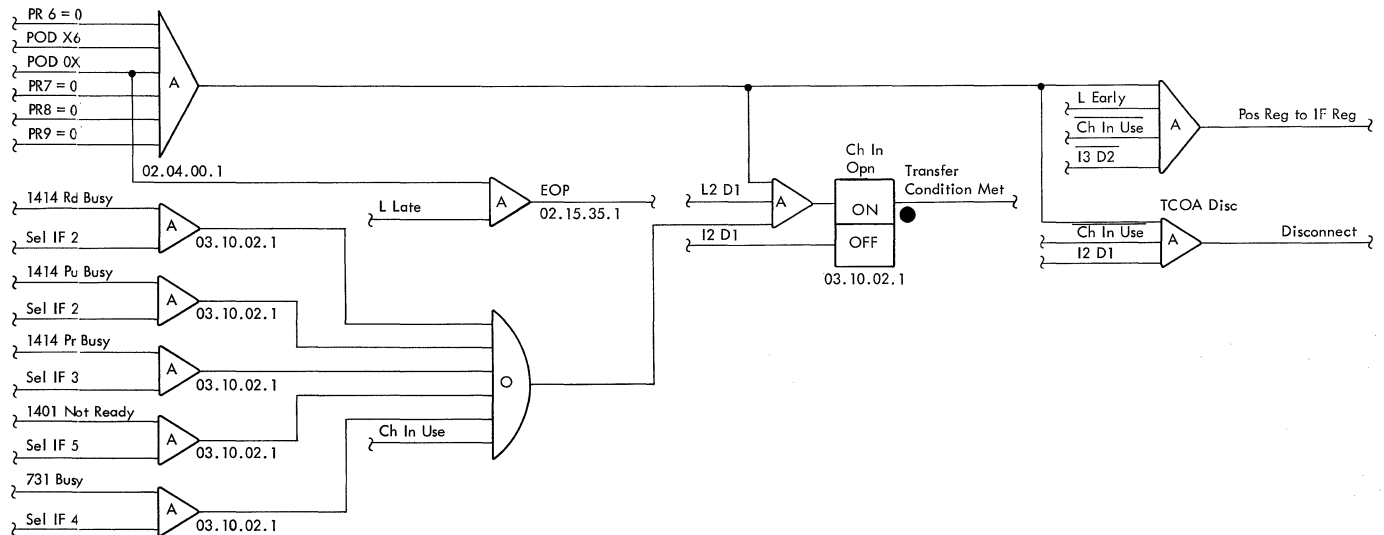 PR 6 = 0
POD X6
POD 0X
PR7 = 0
PR8 = 0
PR9 = 0
A
02.04.00.1
1414 Rd Busy
Sel IF 2
A
03.10.02.1
1414 Pu Busy
Sel IF 2
A
03.10.02.1
1414 Pr Busy
Sel IF 3
A
03.10.02.1
1401 Not Ready
Sel IF 5
A
03.10.02.1
731 Busy
Sel IF 4
A
03.10.02.1
L Late
A
EOP
02.15.35.1
Ch In Use
O
L2 D1
A
I2 D1
Ch In
Opn
ON
OFF
03.10.02.1
Transfer
Condition Met
L Early
Ch In Use
I3 D2
A
Pos Reg to 1F Reg
TCOA Disc
Ch In Use
I2 D1
A
Disconnect